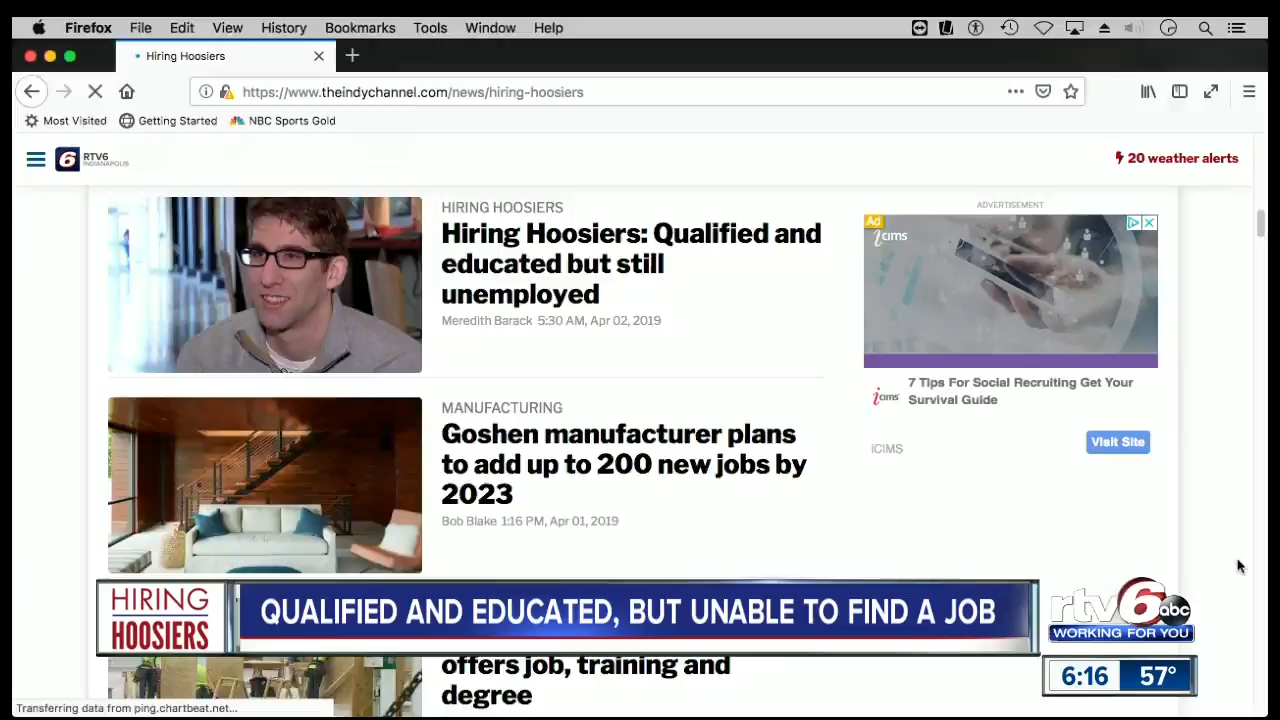 Firefox File Edit View History Bookmarks Tools Window Help
Hiring Hoosiers
https://www.theindychannel.com/news/hiring-hoosiers
Most Visited Getting Started NBC Sports Gold
6 RTV6
INDIANAPOLIS
20 weather alerts
HIRING HOOSIERS
Hiring Hoosiers: Qualified and
educated but still
unemployed
Meredith Barack 5:30 AM, Apr 02, 2019
ADVERTISEMENT
Ad
iCIMS
7 Tips For Social Recruiting Get Your
Survival Guide
icims
iCIMS
Visit Site
MANUFACTURING
Goshen manufacturer plans
to add up to 200 new jobs by
2023
Bob Blake 1:16 PM, Apr 01, 2019
HIRING
HOOSIERS
QUALIFIED AND EDUCATED, BUT UNABLE TO FIND A JOB
rtv6 abc
WORKING FOR YOU
offers job, training and
degree
6:16 57°
Transferring data from ping.chartbeat.net...